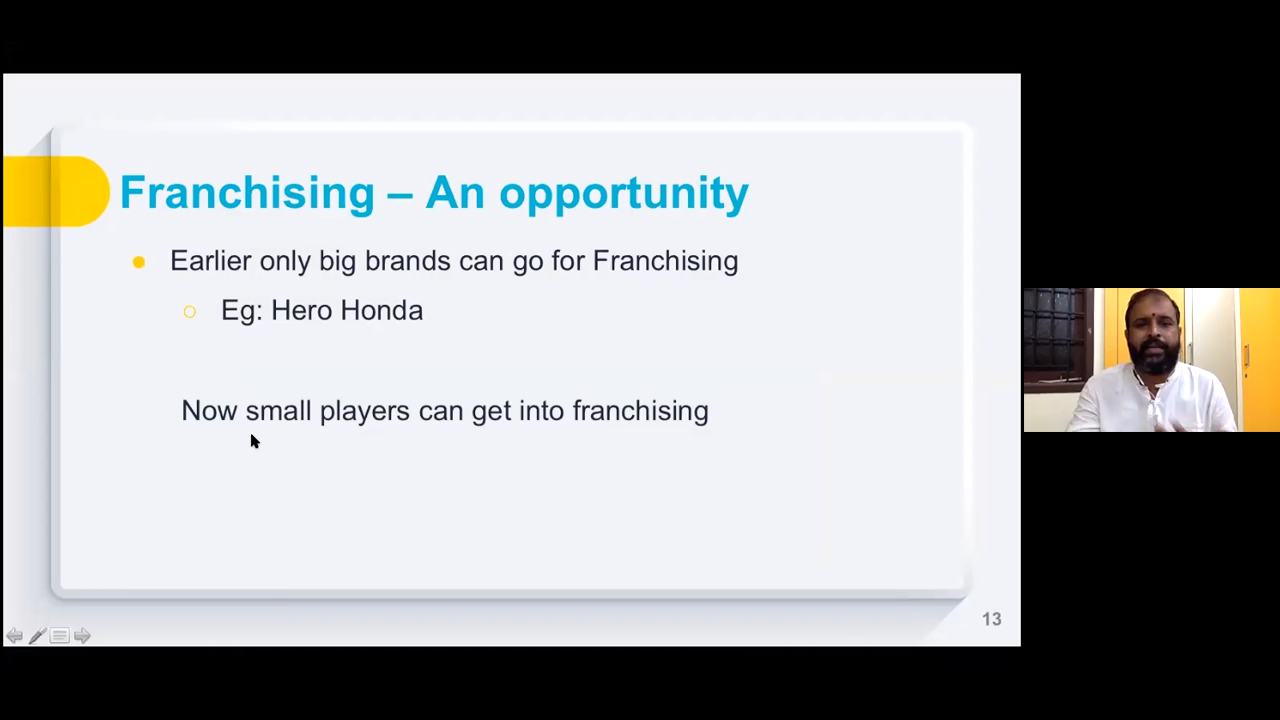 Franchising – An opportunity
Earlier only big brands can go for Franchising
Eg: Hero Honda
Now small players can get into franchising
13